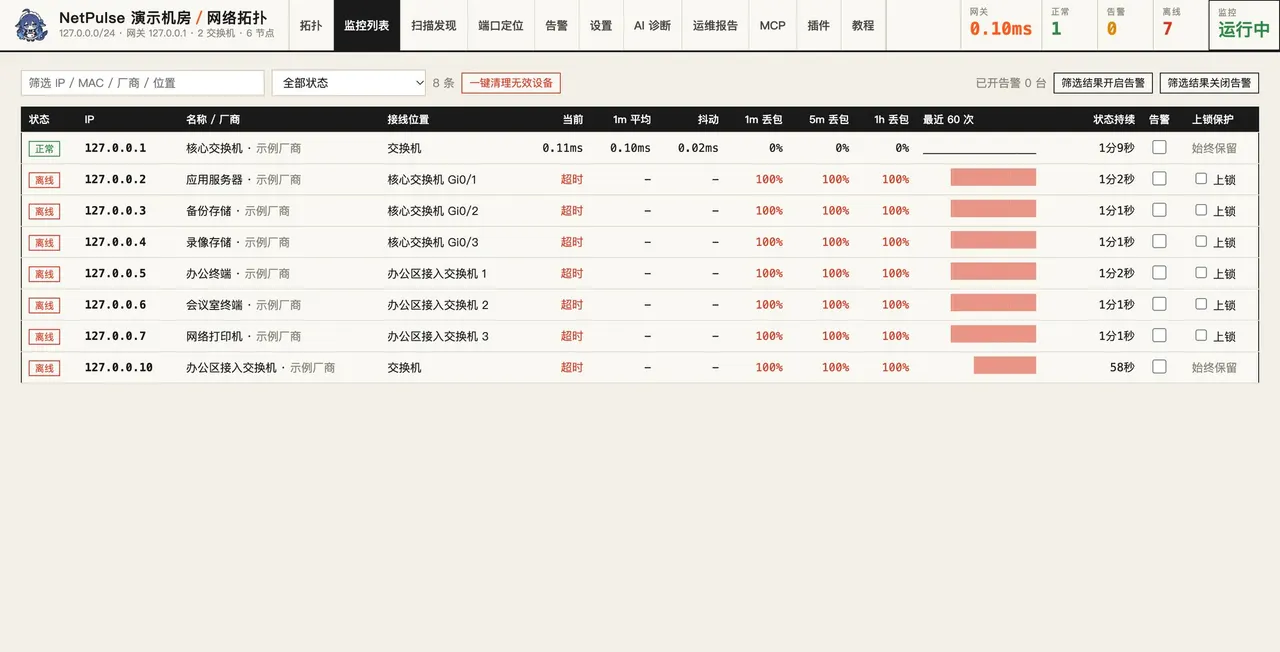 NetPulse 演示机房 / 网络拓扑
127.0.0.0/24 · 网关 127.0.0.1 · 2 交换机 · 6 节点
拓扑 监控列表 扫描发现 端口定位 告警 设置 AI 诊断 运维报告 MCP 插件 教程
网关 0.10ms
正常 1
告警 0
离线 7
监控 运行中
筛选 IP / MAC / 厂商 / 位置 全部状态 8 条 一键清理无效设备 已开告警 0 台 筛选结果开启告警 筛选结果关闭告警
状态 IP 名称 / 厂商 接线位置 当前 1m 平均 抖动 1m 丢包 5m 丢包 1h 丢包 最近 60 次 状态持续 告警 上锁保护
正常 127.0.0.1 核心交换机 · 示例厂商 交换机 0.11ms 0.10ms 0.02ms 0% 0% 0% 1分9秒 始终保留
离线 127.0.0.2 应用服务器 · 示例厂商 核心交换机 Gi0/1 超时 – – 100% 100% 100% 1分2秒 上锁
离线 127.0.0.3 备份存储 · 示例厂商 核心交换机 Gi0/2 超时 – – 100% 100% 100% 1分1秒 上锁
离线 127.0.0.4 录像存储 · 示例厂商 核心交换机 Gi0/3 超时 – – 100% 100% 100% 1分1秒 上锁
离线 127.0.0.5 办公终端 · 示例厂商 办公区接入交换机 1 超时 – – 100% 100% 100% 1分2秒 上锁
离线 127.0.0.6 会议室终端 · 示例厂商 办公区接入交换机 2 超时 – – 100% 100% 100% 1分1秒 上锁
离线 127.0.0.7 网络打印机 · 示例厂商 办公区接入交换机 3 超时 – – 100% 100% 100% 1分1秒 上锁
离线 127.0.0.10 办公区接入交换机 · 示例厂商 交换机 超时 – – 100% 100% 100% 58秒 始终保留